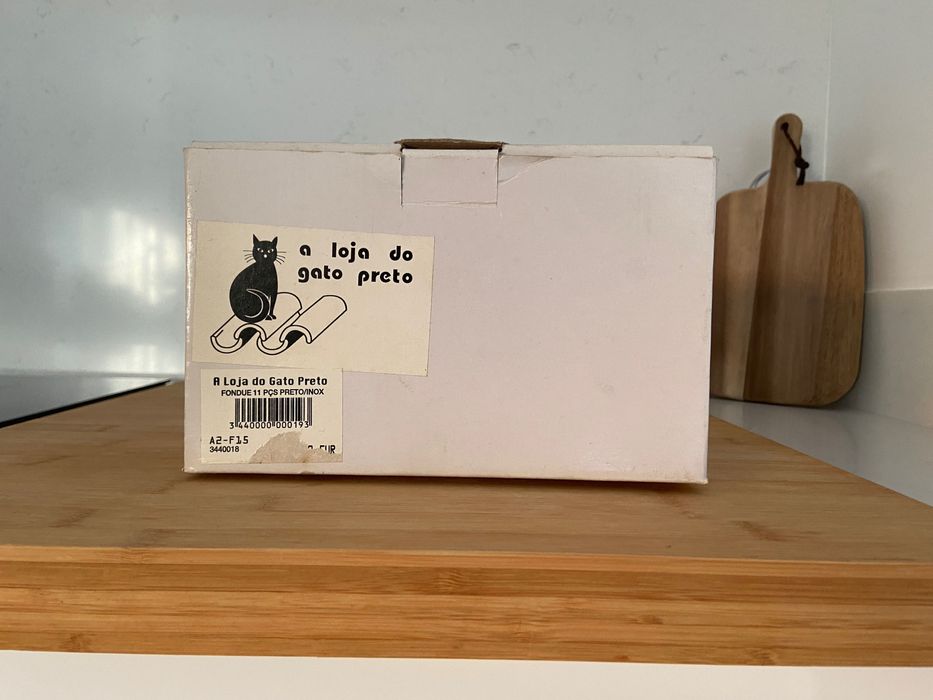 a loja do
gato preto
A Loja do Gato Preto
FONDUE 11 PÇS PRETO/INOX
3 440000 000193
A2-F15
3440018
EUR